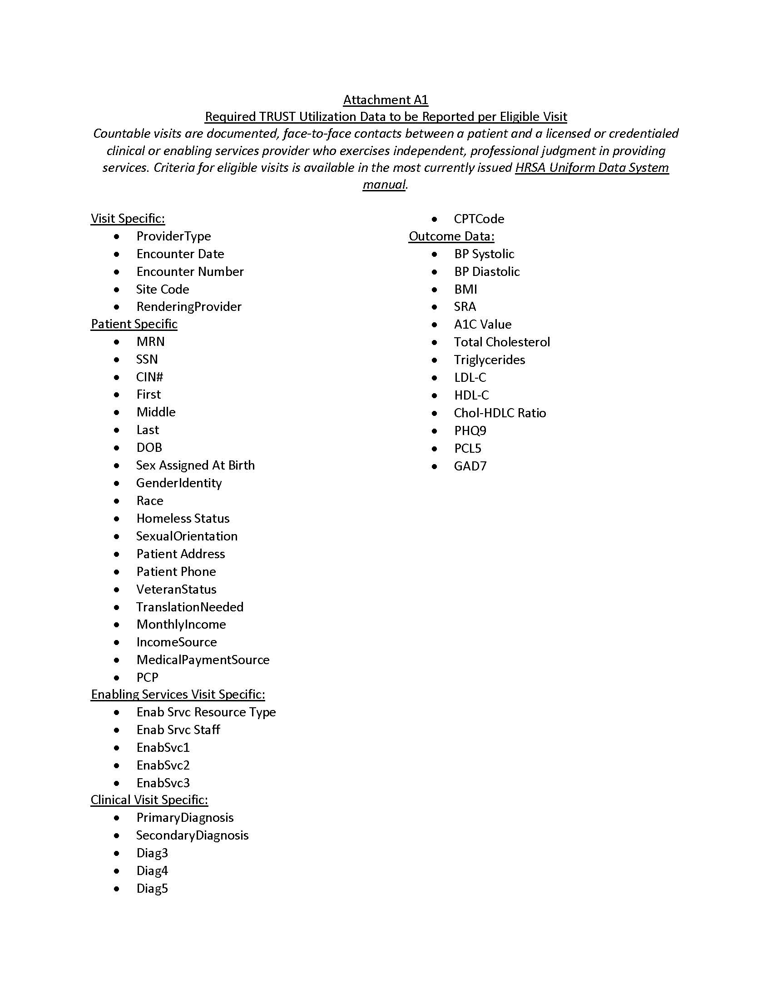 Attachment A1
Required TRUST Utilization Data to be Reported per Eligible Visit
Countable visits are documented, face-to-face contacts between a patient and a licensed or credentialed
clinical or enabling services provider who exercises independent, professional judgment in providing
services. Criteria for eligible visits is available in the most currently issued HRSA Uniform Data System
manual.
Visit Specific:
• ProviderType
• Encounter Date
• Encounter Number
• Site Code
• RenderingProvider
Patient Specific
• MRN
• SSN
• CIN#
• First
• Middle
• Last
• DOB
• Sex Assigned At Birth
• GenderIdentity
• Race
• Homeless Status
• SexualOrientation
• Patient Address
• Patient Phone
• VeteranStatus
• TranslationNeeded
• MonthlyIncome
• IncomeSource
• MedicalPaymentSource
• PCP
Enabling Services Visit Specific:
• Enab Srvc Resource Type
• Enab Srvc Staff
• EnabSvc1
• EnabSvc2
• EnabSvc3
Clinical Visit Specific:
• PrimaryDiagnosis
• SecondaryDiagnosis
• Diag3
• Diag4
• Diag5
• CPTCode
Outcome Data:
• BP Systolic
• BP Diastolic
• BMI
• SRA
• A1C Value
• Total Cholesterol
• Triglycerides
• LDL-C
• HDL-C
• Chol-HDLC Ratio
• PHQ9
• PCL5
• GAD7